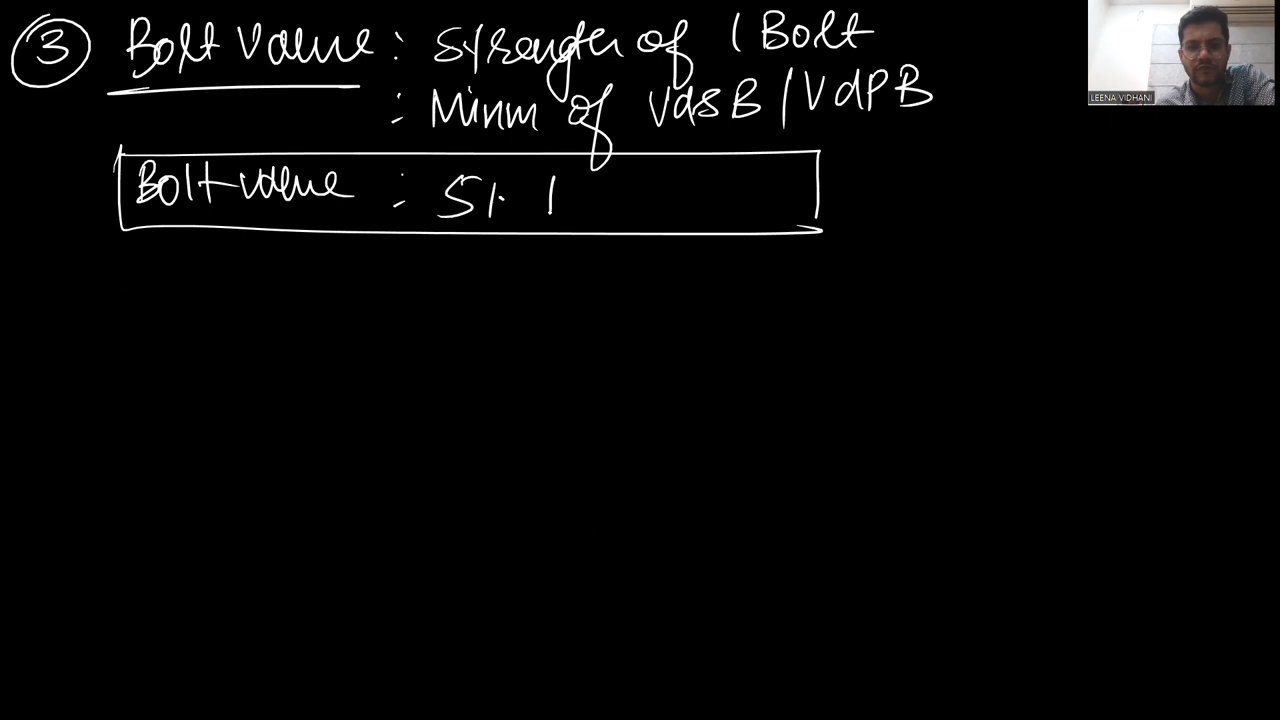 ③ Bolt Value : Strength of 1 Bolt
: Minm of VdsB / VdPB
Bolt value : 51. 1
LEENA VIDHANI